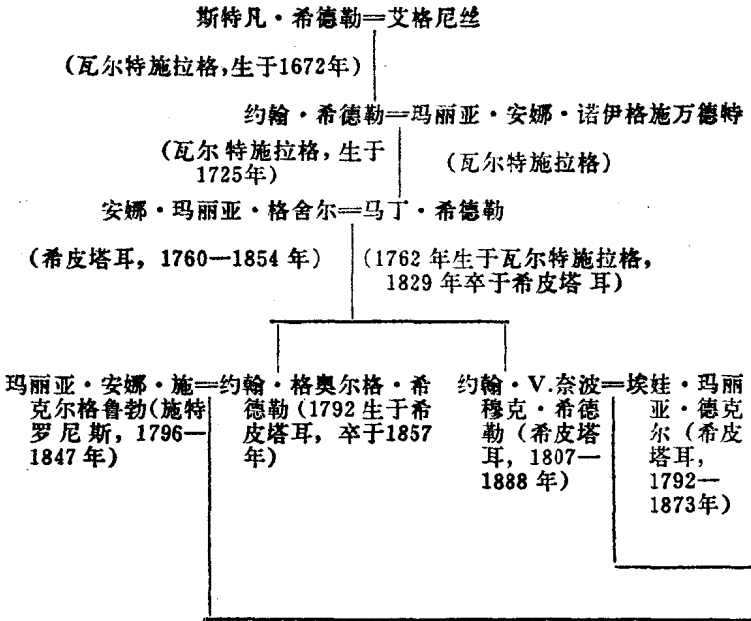 斯特凡·希德勒＝艾格尼丝
(瓦尔特施拉格,生于1672年)
约翰·希德勒＝玛丽亚·安娜·诺伊格施万德特
(瓦尔特施拉格，生于
1725年)
(瓦尔特施拉格)
安娜·玛丽亚·格舍尔＝马丁·希德勒
(希皮塔耳，1760—1854年)
(1762年生于瓦尔特施拉格，
1829年卒于希皮塔耳)
玛丽亚·安娜·施＝约翰·格奥尔格·希
克尔格鲁勃(施特
罗尼斯，1796—
1847年)
德勒(1792生于希
皮塔耳，卒于1857
年)
约翰·V.奈波＝埃娃·玛丽
穆克·希德
勒（希皮塔
耳，1807—
1888年)
亚·德克
尔（希皮
塔耳，
1792—
1873年)